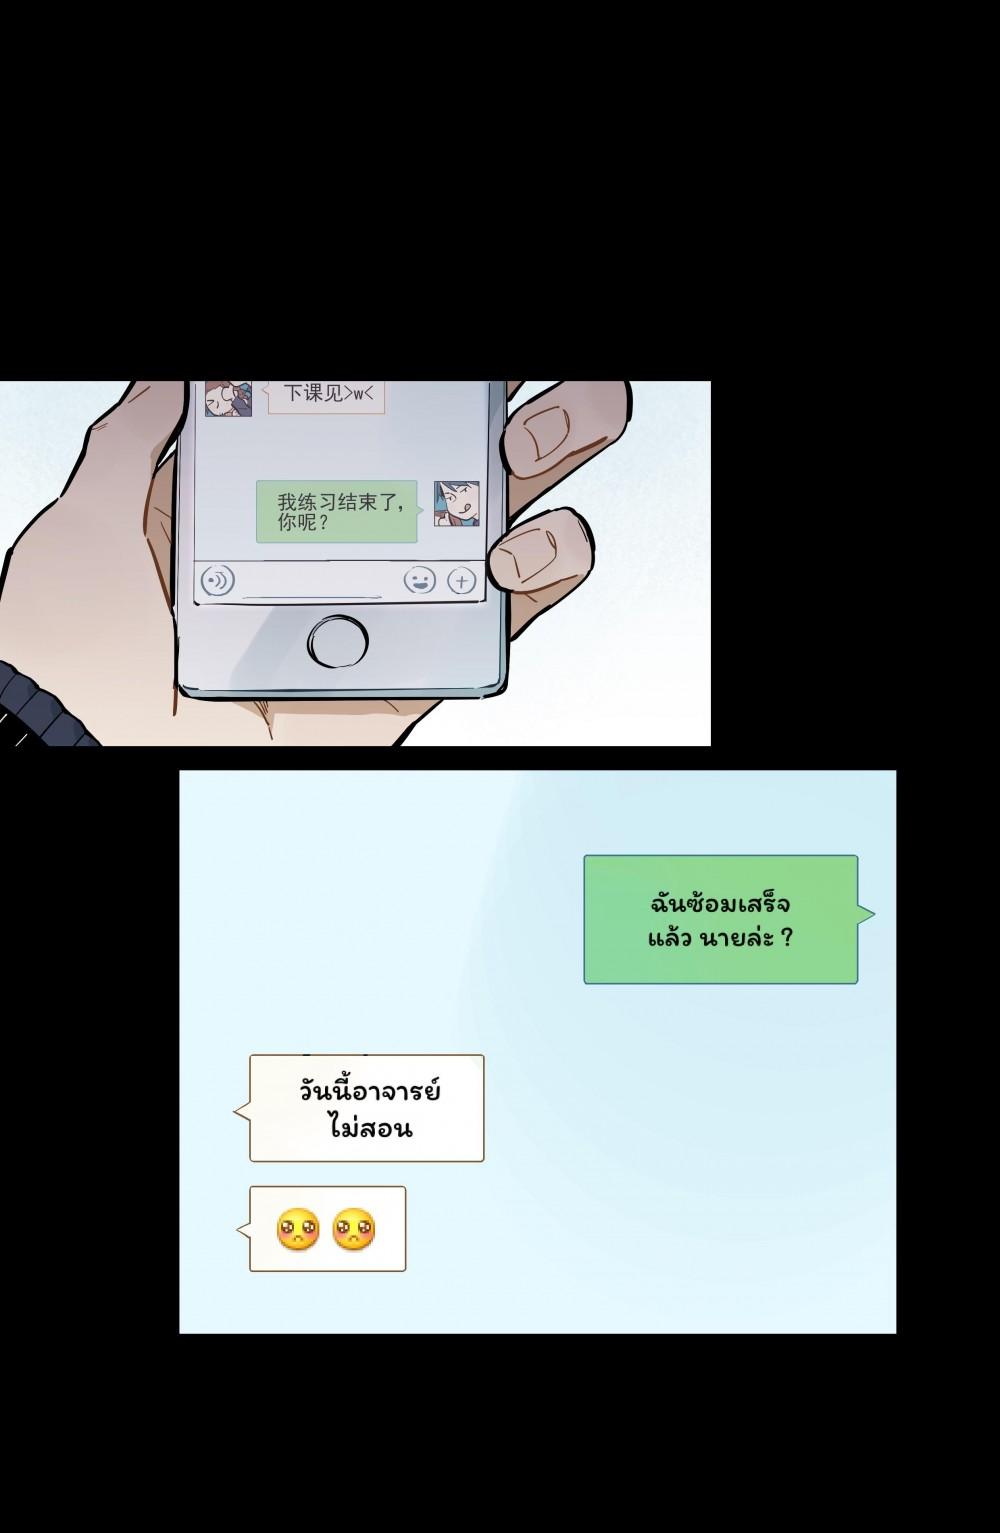 下课见>w<
我练习结束了，
你呢？
ฉันซ้อมเสร็จ
แล้ว นายล่ะ ?
วันนี้อาจารย์
ไม่สอน
🥺🥺